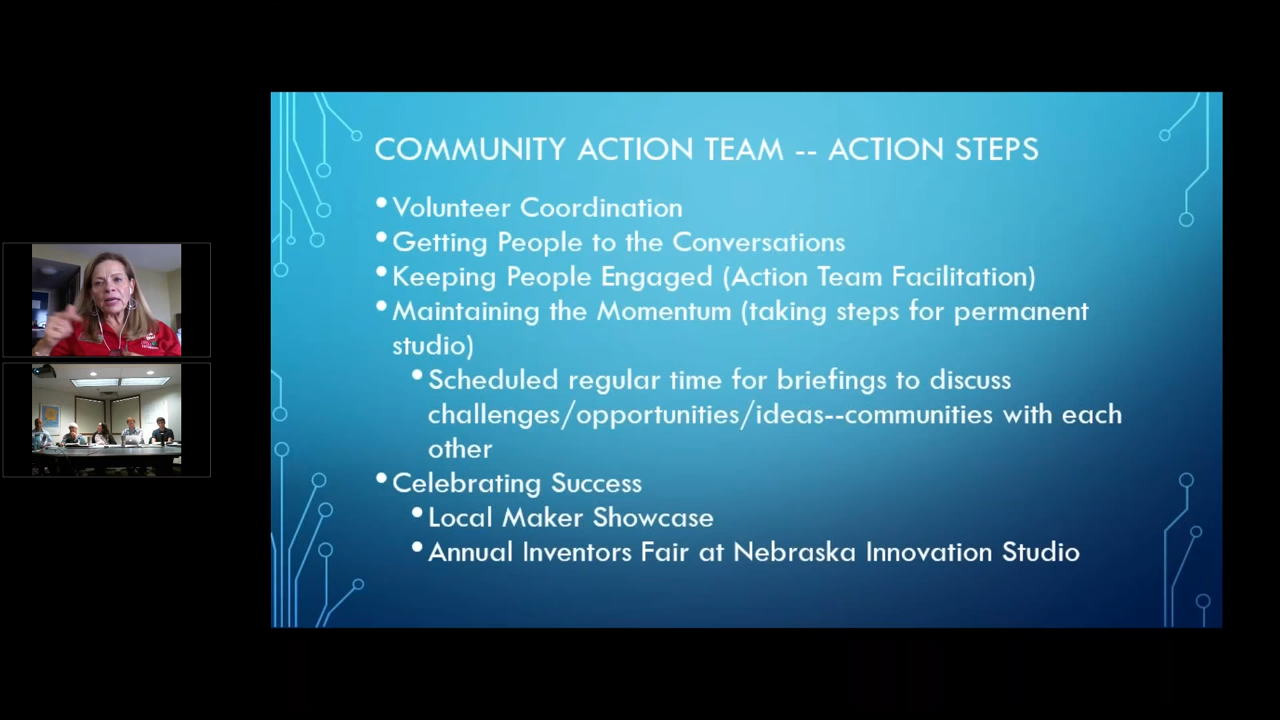 COMMUNITY ACTION TEAM -- ACTION STEPS
•Volunteer Coordination
•Getting People to the Conversations
•Keeping People Engaged (Action Team Facilitation)
•Maintaining the Momentum (taking steps for permanent
studio)
•Scheduled regular time for briefings to discuss
challenges/opportunities/ideas--communities with each
other
•Celebrating Success
•Local Maker Showcase
•Annual Inventors Fair at Nebraska Innovation Studio